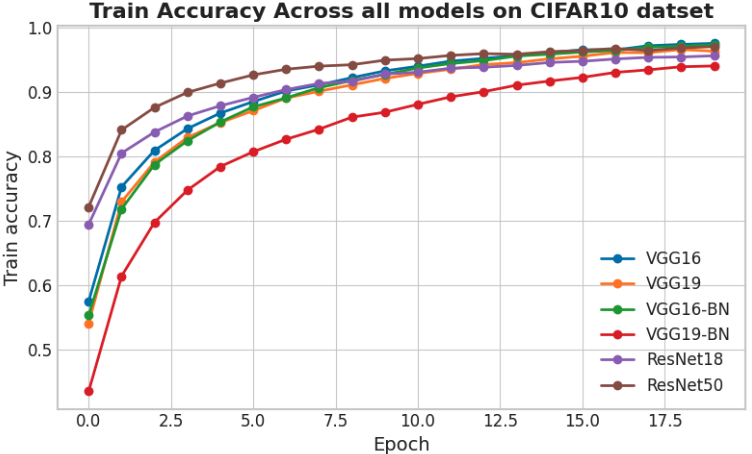 Train Accuracy Across all models on CIFAR10 datset
1.0
0.9
0.8
0.7
0.6
0.5
Train accuracy
VGG16
VGG19
VGG16-BN
VGG19-BN
ResNet18
ResNet50
0.0 2.5 5.0 7.5 10.0 12.5 15.0 17.5
Epoch